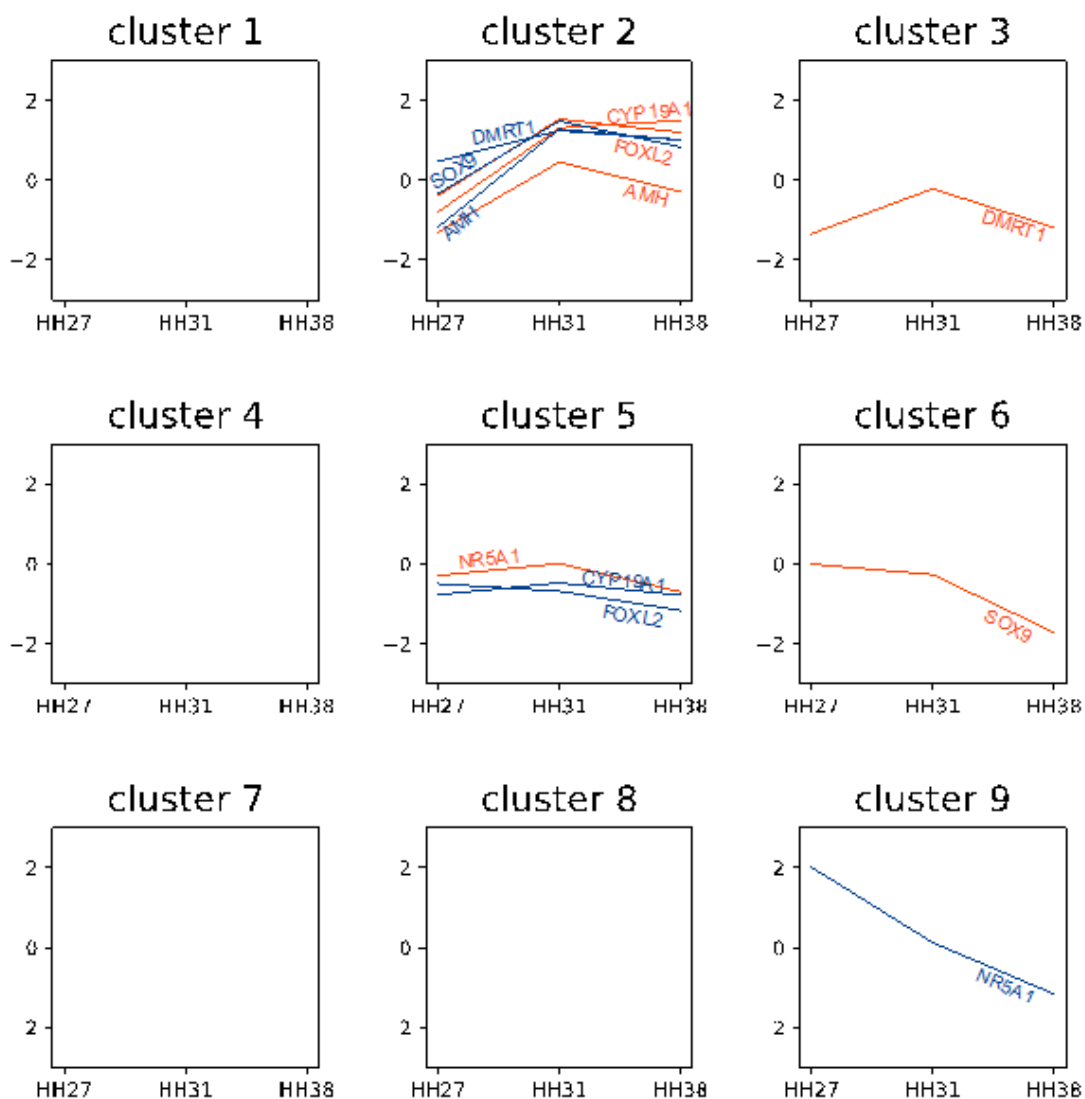 cluster 1
cluster 2
cluster 3
2
0
−2
HH27
HH31
HH38
2
0
−2
DMRT1
SOX9
AMH
CYP19A1
FOXL2
AMH
HH27
HH31
HH38
2
0
−2
DMRT1
HH27
HH31
HH38
cluster 4
cluster 5
cluster 6
2
0
−2
HH27
HH31
HH38
2
0
−2
NR5A1
CYP19A1
FOXL2
HH27
HH31
HH38
2
0
−2
SOX9
HH27
HH31
HH38
cluster 7
cluster 8
cluster 9
2
0
2
HH27
HH31
HH38
2
0
2
HH27
HH31
HH38
2
0
2
NR5A1
HH27
HH31
HH38